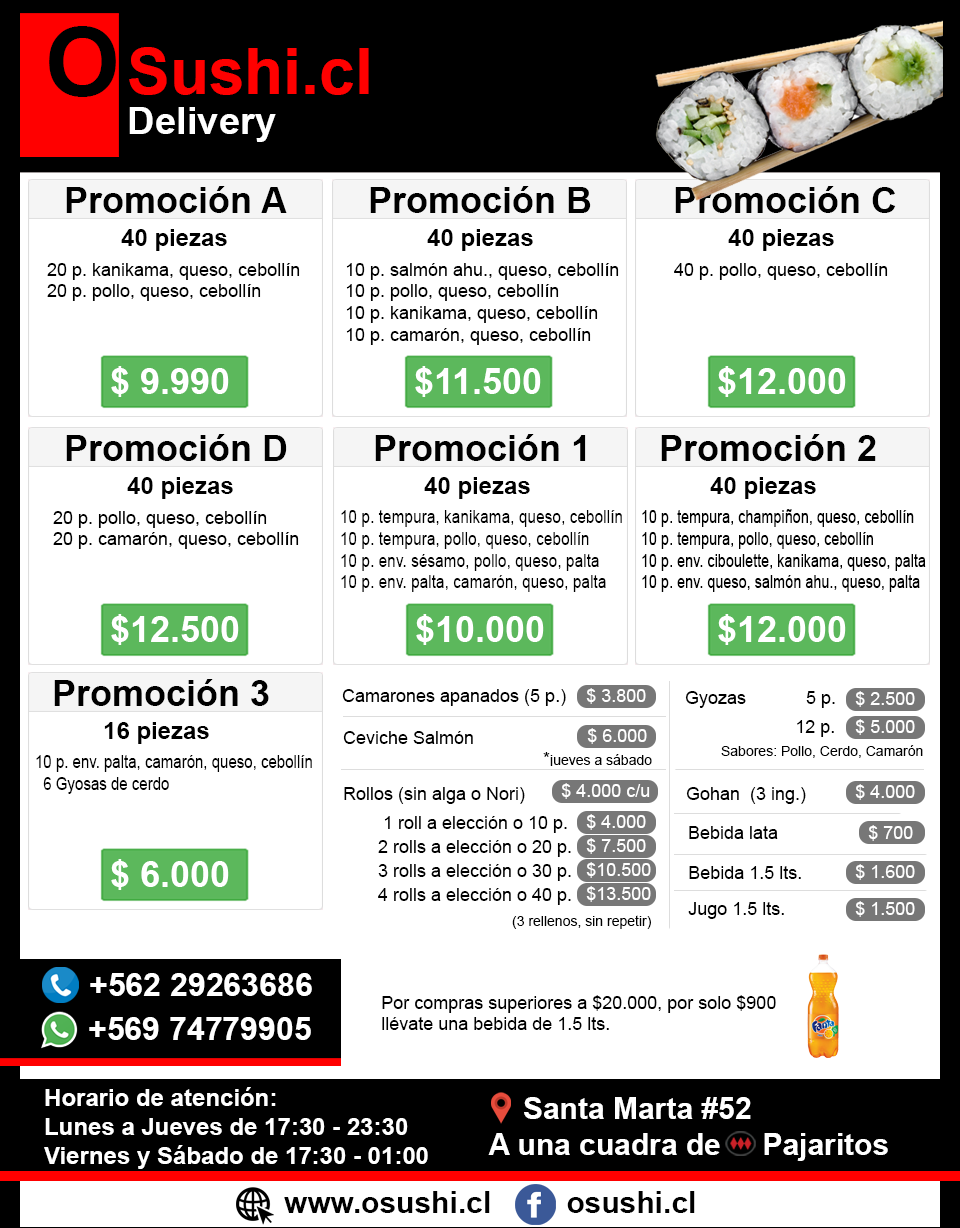 O Sushi.cl
Delivery
Promoción A
40 piezas
20 p. kanikama, queso, cebollín
20 p. pollo, queso, cebollín
$ 9.990
Promoción B
40 piezas
10 p. salmón ahu., queso, cebollín
10 p. pollo, queso, cebollín
10 p. kanikama, queso, cebollín
10 p. camarón, queso, cebollín
$11.500
Promoción C
40 piezas
40 p. pollo, queso, cebollín
$12.000
Promoción D
40 piezas
20 p. pollo, queso, cebollín
20 p. camarón, queso, cebollín
$12.500
Promoción 1
40 piezas
10 p. tempura, kanikama, queso, cebollín
10 p. tempura, pollo, queso, cebollín
10 p. env. sésamo, pollo, queso, palta
10 p. env. palta, camarón, queso, palta
$10.000
Promoción 2
40 piezas
10 p. tempura, champiñon, queso, cebollín
10 p. tempura, pollo, queso, cebollín
10 p. env. ciboulette, kanikama, queso, palta
10 p. env. queso, salmón ahu., queso, palta
$12.000
Promoción 3
16 piezas
10 p. env. palta, camarón, queso, cebollín
6 Gyosas de cerdo
$ 6.000
Camarones apanados (5 p.) $ 3.800
Ceviche Salmón $ 6.000
*jueves a sábado
Rollos (sin alga o Nori) $ 4.000 c/u
1 roll a elección o 10 p. $ 4.000
2 rolls a elección o 20 p. $ 7.500
3 rolls a elección o 30 p. $10.500
4 rolls a elección o 40 p. $13.500
(3 rellenos, sin repetir)
Gyozas 5 p. $ 2.500
12 p. $ 5.000
Sabores: Pollo, Cerdo, Camarón
Gohan (3 ing.) $ 4.000
Bebida lata $ 700
Bebida 1.5 lts. $ 1.600
Jugo 1.5 lts. $ 1.500
+562 29263686
+569 74779905
Por compras superiores a $20.000, por solo $900
llévate una bebida de 1.5 lts.
Fanta
Horario de atención:
Lunes a Jueves de 17:30 - 23:30
Viernes y Sábado de 17:30 - 01:00
Santa Marta #52
A una cuadra de Pajaritos
www.osushi.cl
f osushi.cl